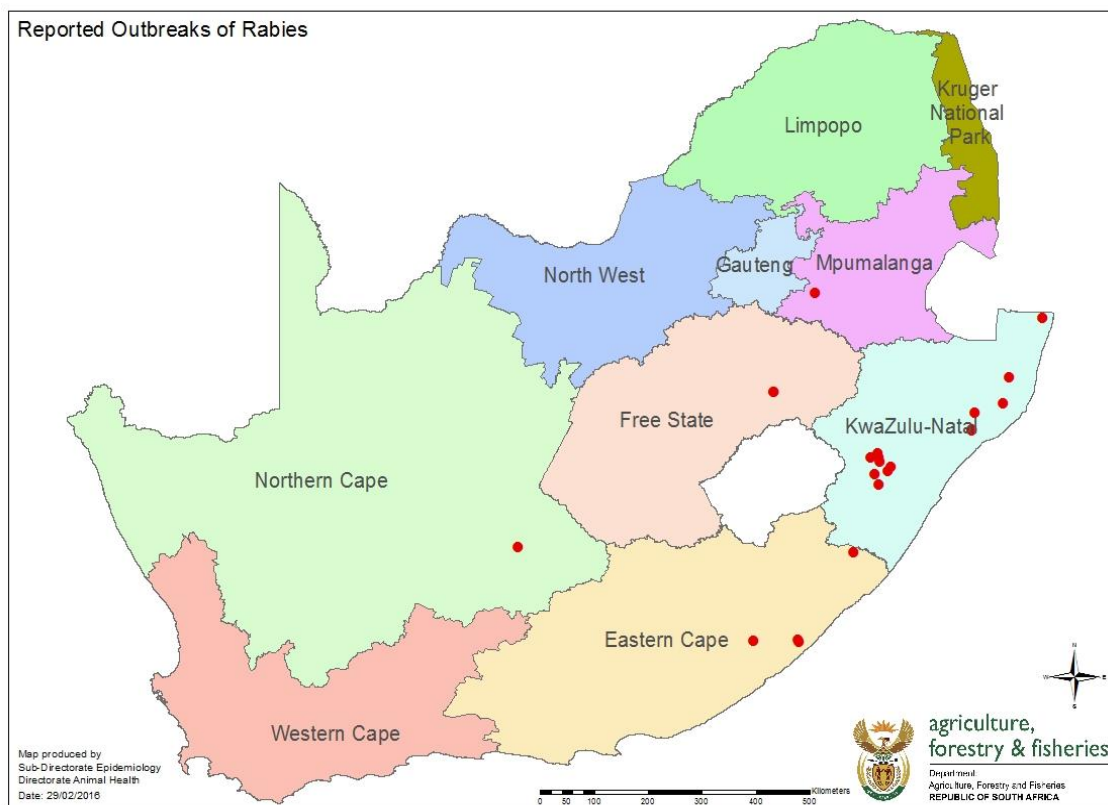 Reported Outbreaks of Rabies
Kruger
National
Park
Limpopo
North West
Gauteng
Mpumalanga
Free State
KwaZulu-Natal
Northern Cape
Eastern Cape
Western Cape
N
W
E
S
Map produced by
Sub-Directorate Epidemiology
Directorate Animal Health
Date: 29/02/2016
0 50 100 200 300 400 500
Kilometers
agriculture,
forestry & fisheries
Department:
Agriculture, Forestry and Fisheries
REPUBLIC OF SOUTH AFRICA